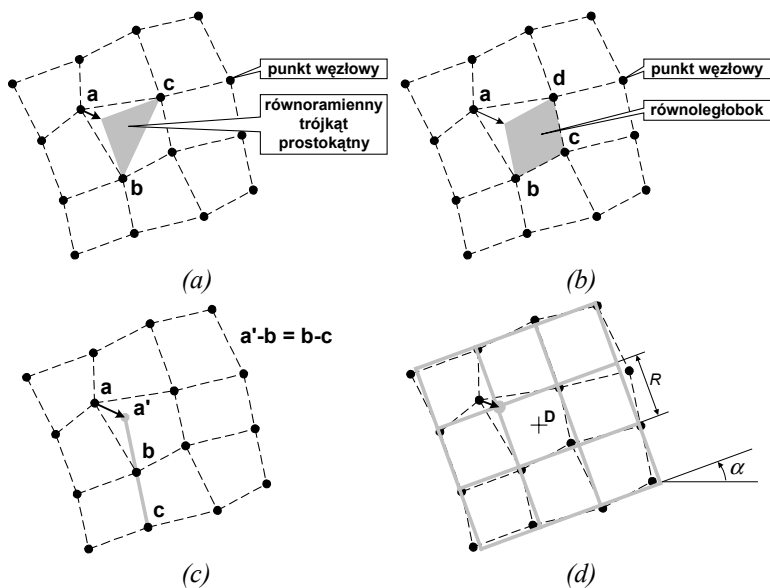 a
c
b
punkt węzłowy
równoramienny
trójkąt
prostokątny
(a)
a
d
c
b
punkt węzłowy
równoległobok
(b)
a'-b = b-c
a
a'
b
c
(c)
D
R
α
(d)